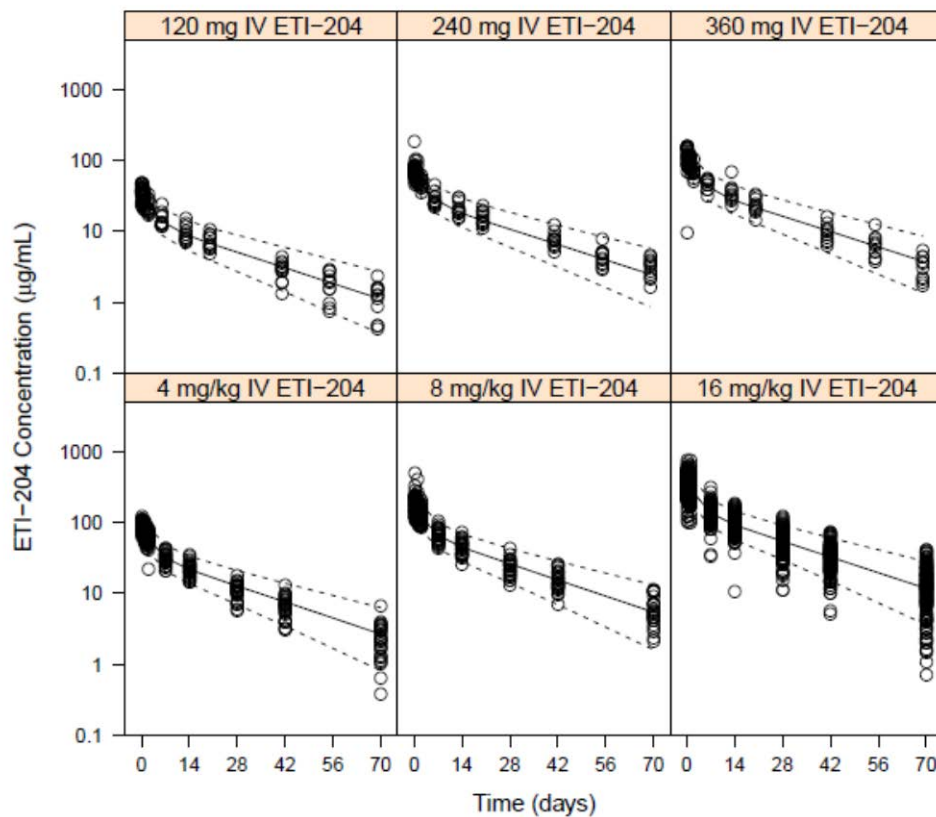 120 mg IV ETI−204
240 mg IV ETI−204
360 mg IV ETI−204
1000
100
10
1
0.1
4 mg/kg IV ETI−204
8 mg/kg IV ETI−204
16 mg/kg IV ETI−204
1000
100
10
1
0.1
0 14 28 42 56 70
0 14 28 42 56 70
0 14 28 42 56 70
Time (days)
ETI−204 Concentration (μg/mL)